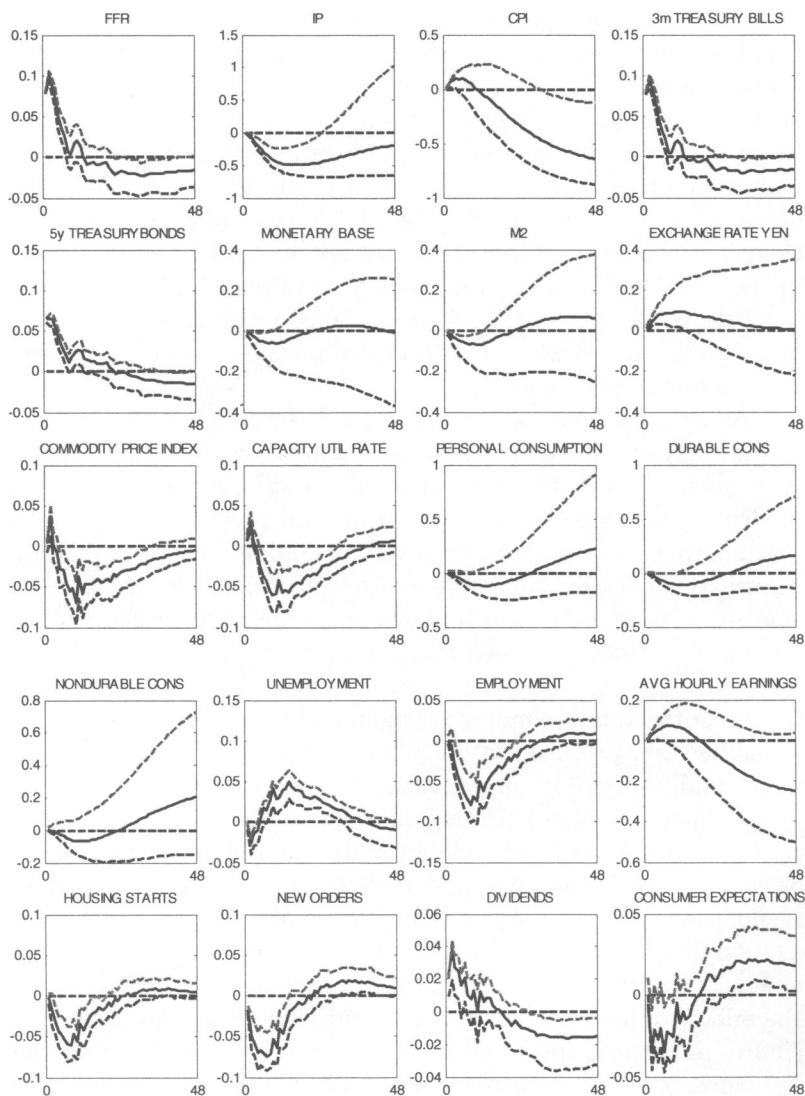 FFR IP CPI 3m TREASURY BILLS
0.15 1.5 0.5 0.15
0.1 1 0.1
0.05 0.5 0 0.05
0 0 -0.5 0
-0.5
-0.05 -1 -1 -0.05
0 48 0 48 0 48 0 48
5y TREASURY BONDS MONETARY BASE M2 EXCHANGE RATE YEN
0.15 0.4 0.4 0.4
0.1 0.2 0.2 0.2
0.05 0 0 0
0 -0.2 -0.2 -0.2
-0.05 -0.4 -0.4 -0.4
0 48 0 48 0 48 0 48
COMMODITY PRICE INDEX CAPACITY UTIL RATE PERSONAL CONSUMPTION DURABLE CONS
0.1 0.1 1 1
0.05 0.05 0.5 0.5
0 0 0 0
-0.05 -0.05
-0.1 -0.1 -0.5 -0.5
0 48 0 48 0 48 0 48
NONDURABLE CONS UNEMPLOYMENT EMPLOYMENT AVG HOURLY EARNINGS
0.8 0.15 0.05 0.2
0.6 0.1 0 0
0.4 0.05 -0.05 -0.2
0.2 0 -0.1 -0.4
0
-0.2 -0.05 -0.15 -0.6
0 48 0 48 0 48 0 48
HOUSING STARTS NEW ORDERS DIVIDENDS CONSUMER EXPECTATIONS
0.1 0.1 0.06 0.05
0.05 0.05 0.04
0 0 0.02 0
-0.05 -0.05 0
-0.02
-0.1 -0.1 -0.04 0.05
0 48 0 48 0 48 0 48